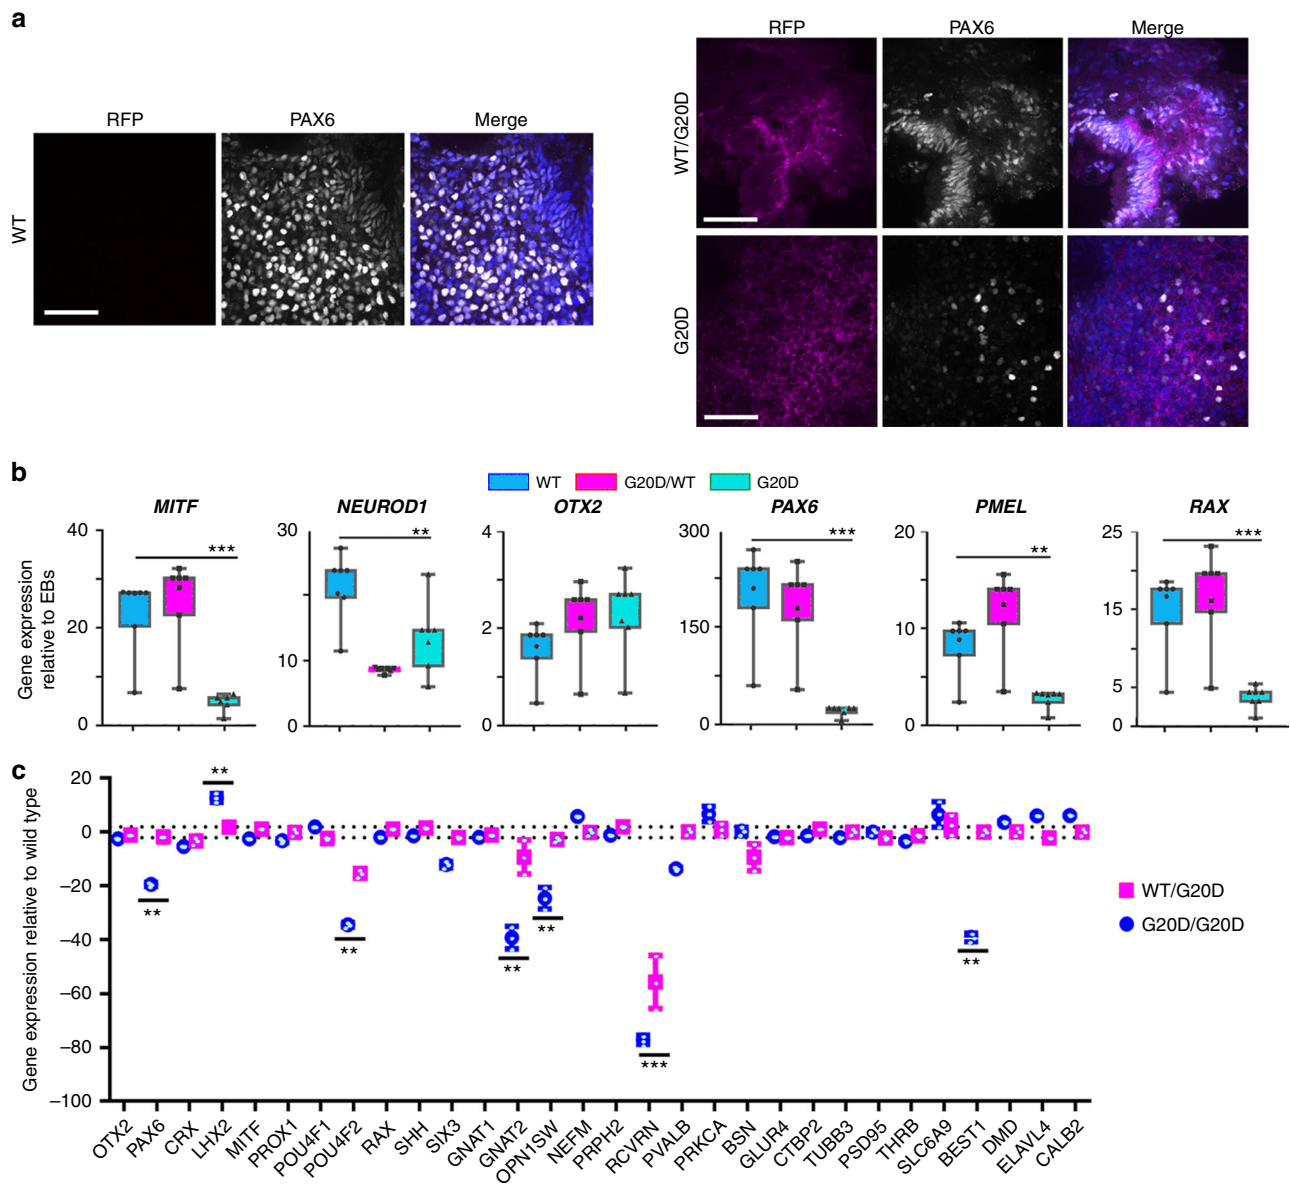 a
RFP PAX6 Merge
WT
RFP PAX6 Merge
WT/G20D
G20D
b
WT G20D/WT G20D
MITF NEUROD1 OTX2 PAX6 PMEL RAX
Gene expression
relative to EBs
40
20
0
***
30
10
0
**
4
2
0
300
150
0
***
20
10
0
**
25
15
5
0
***
c
Gene expression relative to wild type
20
0
−20
−40
−60
−80
−100
**
**
**
**
**
***
**
WT/G20D
G20D/G20D
OTX2 PAX6 CRX LHX2 MITF PROX1 POU4F1 POU4F2 RAX SHH SIX3 GNAT1 GNAT2 OPN1SW NEFM PRPH2 RCVRN PVALB PRKCA BSN GLUR4 CTBP2 TUBB3 PSD95 THRB SLC6A9 BEST1 DMD ELAVL4 CALB2